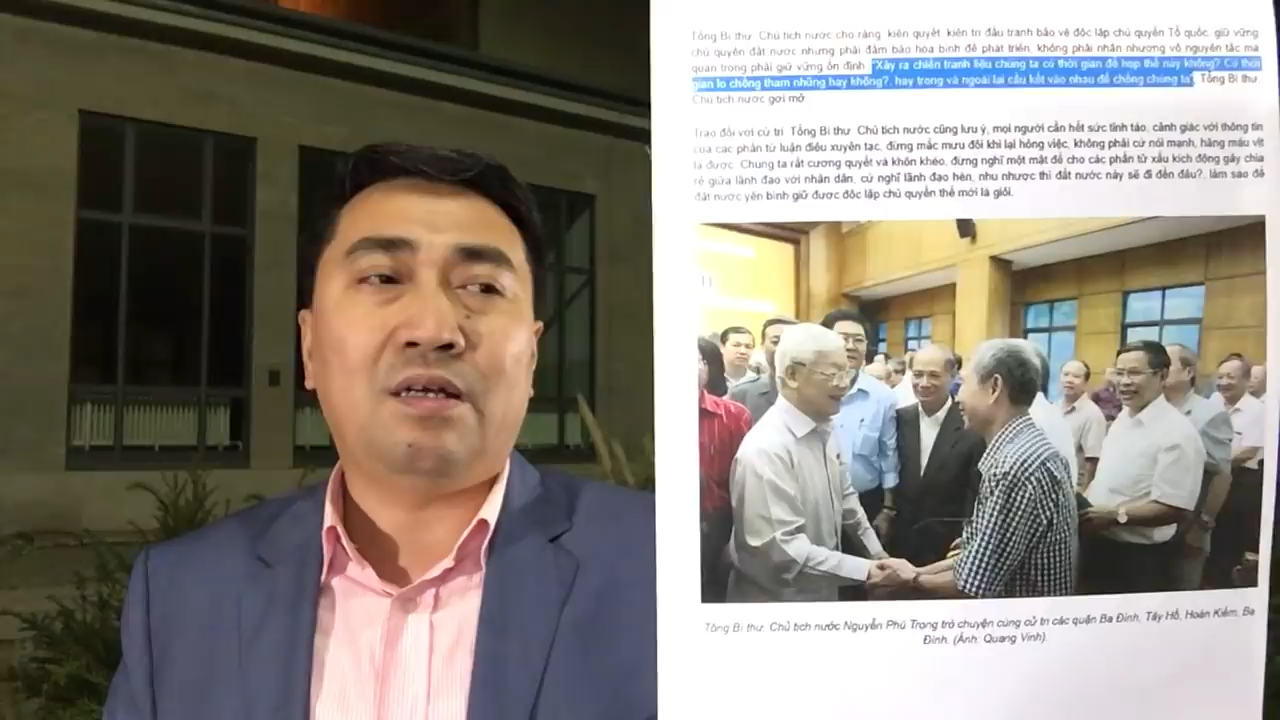 Tổng Bí thư, Chủ tịch nước cho rằng, kiên quyết, kiên trì đấu tranh bảo vệ độc lập chủ quyền Tổ quốc, giữ vững
chủ quyền đất nước nhưng phải đảm bảo hòa bình để phát triển, không phải nhân nhượng vô nguyên tắc mà
quan trọng phải giữ vững ổn định. "Xảy ra chiến tranh liệu chúng ta có thời gian để họp thế này không? Có thời
gian lo chống tham nhũng hay không?, hay trong và ngoài lại cấu kết vào nhau để chống chúng ta", Tổng Bí thư,
Chủ tịch nước gợi mở.
Trao đổi với cử tri, Tổng Bí thư, Chủ tịch nước cũng lưu ý, mọi người cần hết sức tỉnh táo, cảnh giác với thông tin
của các phần tử luận điệu xuyên tạc, đừng mắc mưu đôi khi lại hỏng việc, không phải cứ nói mạnh, hăng máu vịt
là được. Chúng ta rất cương quyết và khôn khéo, đừng nghĩ một mặt để cho các phần tử xấu kích động gây chia
rẽ giữa lãnh đạo với nhân dân, cứ nghĩ lãnh đạo hèn, nhu nhược thì đất nước này sẽ đi đến đâu?, làm sao để
đất nước yên bình giữ được độc lập chủ quyền thế mới là giỏi.
Tổng Bí thư, Chủ tịch nước Nguyễn Phú Trọng trò chuyện cùng cử tri các quận Ba Đình, Tây Hồ, Hoàn Kiếm, Ba
Đình. (Ảnh: Quang Vinh).